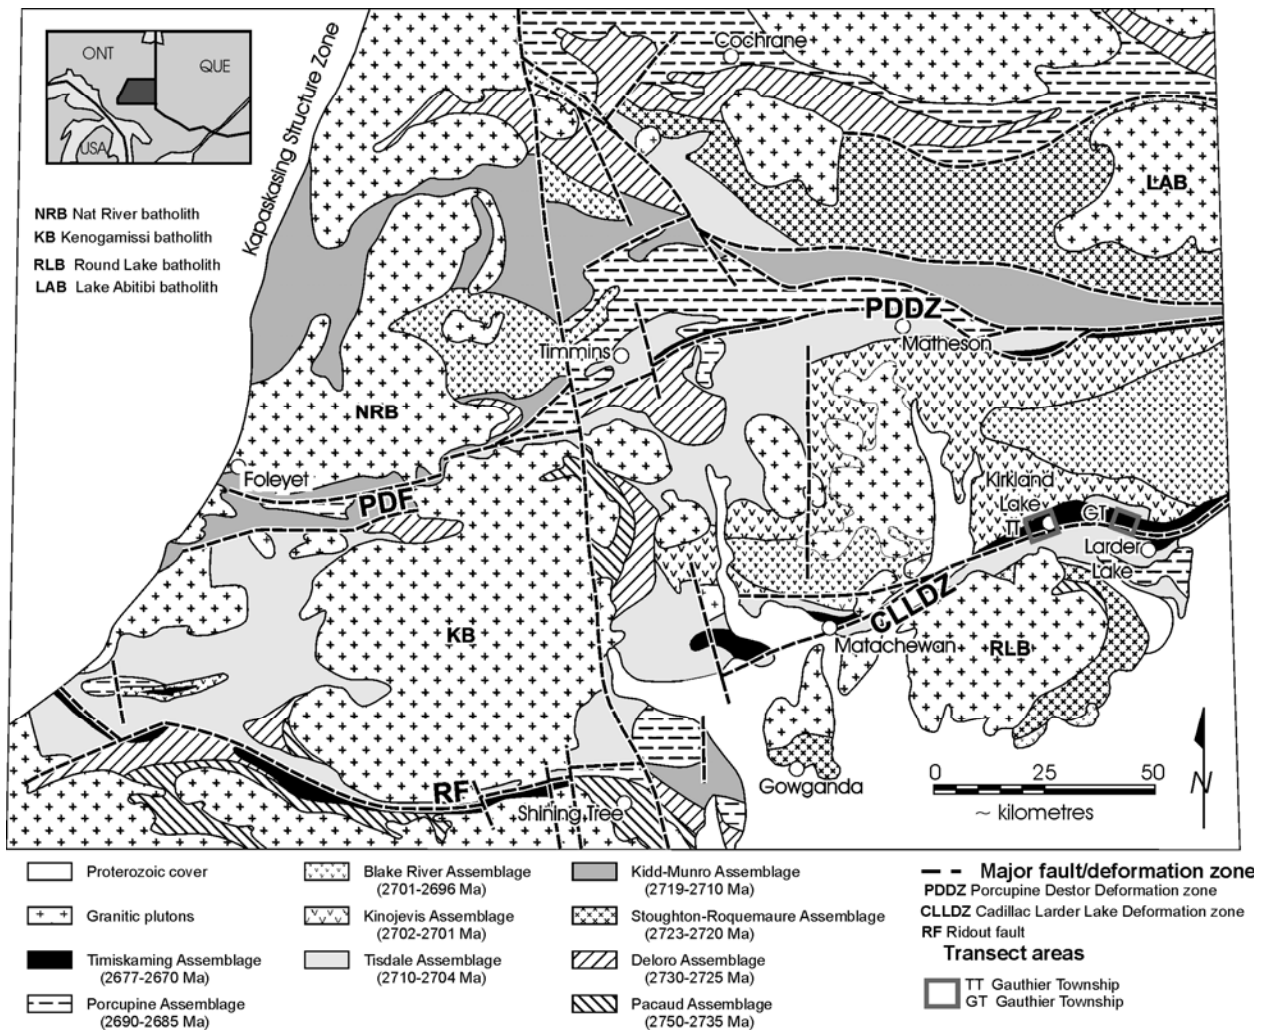 ONT
QUE
USA
Kapaskasing Structure Zone
Cochrane
NRB Nat River batholith
KB Kenogamissi batholith
RLB Round Lake batholith
LAB Lake Abitibi batholith
LAB
PDDZ
Matheson
Timmins
NRB
Foleyet
PDF
Kirkland
Lake
TT
GT
Larder
Lake
CLLDZ
KB
Matachewan
RLB
RF
Shining Tree
Gowganda
0 25 50
~ kilometres
N
Proterozoic cover
Granitic plutons
Timiskaming Assemblage
(2677-2670 Ma)
Porcupine Assemblage
(2690-2685 Ma)
Blake River Assemblage
(2701-2696 Ma)
Kinojevis Assemblage
(2702-2701 Ma)
Tisdale Assemblage
(2710-2704 Ma)
Kidd-Munro Assemblage
(2719-2710 Ma)
Stoughton-Roquemaure Assemblage
(2723-2720 Ma)
Deloro Assemblage
(2730-2725 Ma)
Pacaud Assemblage
(2750-2735 Ma)
Major fault/deformation zone
PDDZ Porcupine Destor Deformation zone
CLLDZ Cadillac Larder Lake Deformation zone
RF Ridout fault
Transect areas
TT Gauthier Township
GT Gauthier Township